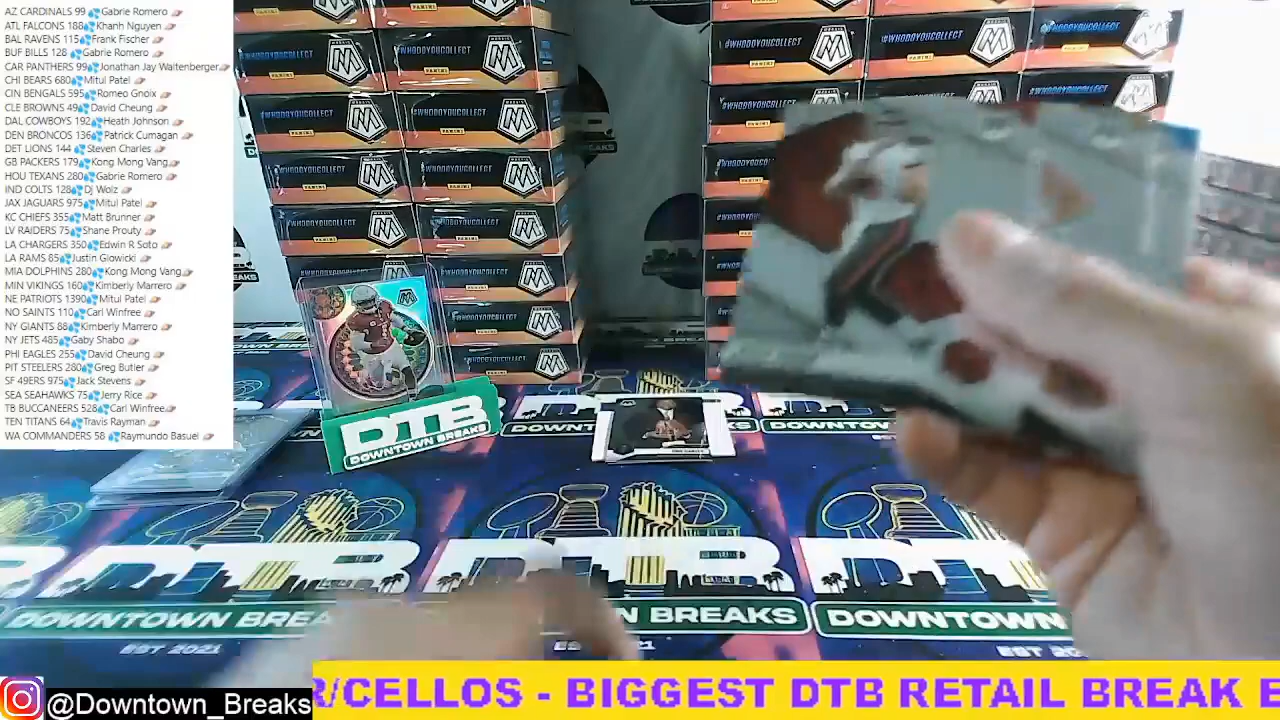 AZ CARDINALS 99💦Gabrie Romero
ATL FALCONS 188💦Khanh Nguyen
BAL RAVENS 115💦Frank Fischer
BUF BILLS 128 💦Gabrie Romero
CAR PANTHERS 99💦Jonathan Jay Waitenberger
CHI BEARS 680💦Mitul Patel
CIN BENGALS 595💦Romeo Gnoix
CLE BROWNS 49💦David Cheung
DAL COWBOYS 192💦Heath Johnson
DEN BRONCOS 136💦Patrick Cumagan
DET LIONS 144 💦Steven Charles
GB PACKERS 179💦Kong Mong Vang
HOU TEXANS 280💦Gabrie Romero
IND COLTS 128💦DJ Wolz
JAX JAGUARS 975💦Mitul Patel
KC CHIEFS 355💦Matt Brunner
LV RAIDERS 75💦Shane Prouty
LA CHARGERS 350💦Edwin R Soto
LA RAMS 85💦Justin Glowicki
MIA DOLPHINS 280💦Kong Mong Vang
MIN VIKINGS 160💦Kimberly Marrero
NE PATRIOTS 1390💦Mitul Patel
NO SAINTS 110💦Carl Winfree
NY GIANTS 88💦Kimberly Marrero
NY JETS 485💦Gaby Shabo
PHI EAGLES 255💦David Cheung
PIT STEELERS 280💦Greg Butler
SF 49ERS 975💦Jack Stevens
SEA SEAHAWKS 75💦Jerry Rice
TB BUCCANEERS 528💦Carl Winfree
TEN TITANS 64💦Travis Rayman
WA COMMANDERS 58 💦Raymundo Basuel
#WHODOYOUCOLLECT
PANINI
MOSAIC
DTB
DOWNTOWN BREAKS
DTB DTB DTB
DOWNTOWN BREA N BREAKS DOWNTOWN
EST 2021
@Downtown_Breaks
R/CELLOS - BIGGEST DTB RETAIL BREAK E